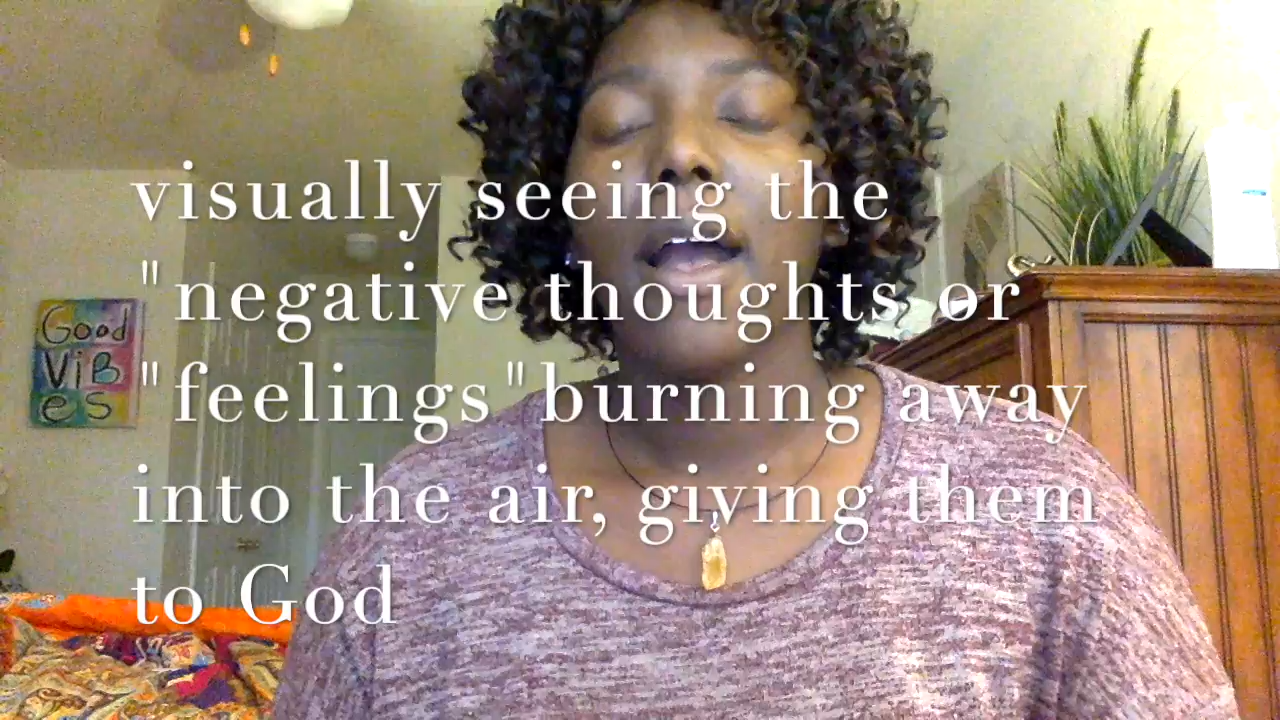 visually seeing the
"negative thoughts or
"feelings"burning away
into the air, giving them
to God
Good
ViB
es